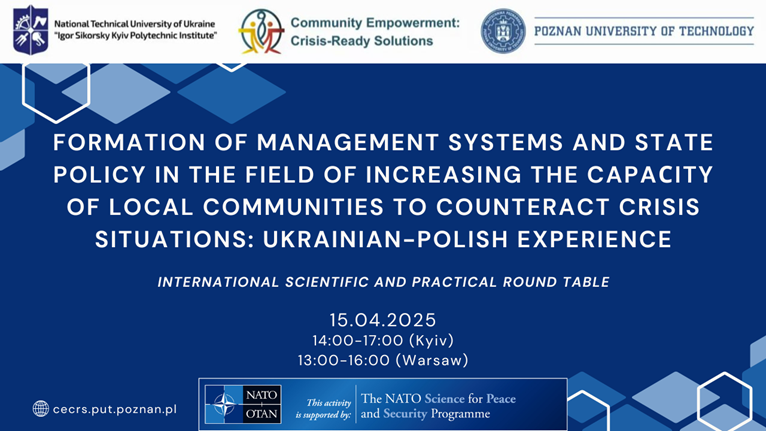 National Technical University of Ukraine
"Igor Sikorsky Kyiv Polytechnic Institute"
Community Empowerment:
Crisis-Ready Solutions
POZNAN UNIVERSITY OF TECHNOLOGY
FORMATION OF MANAGEMENT SYSTEMS AND STATE
POLICY IN THE FIELD OF INCREASING THE CAPACITY
OF LOCAL COMMUNITIES TO COUNTERACT CRISIS
SITUATIONS: UKRAINIAN-POLISH EXPERIENCE
INTERNATIONAL SCIENTIFIC AND PRACTICAL ROUND TABLE
15.04.2025
14:00-17:00 (Kyiv)
13:00-16:00 (Warsaw)
cecrs.put.poznan.pl
NATO
OTAN
This activity
is supported by:
The NATO Science for Peace
and Security Programme